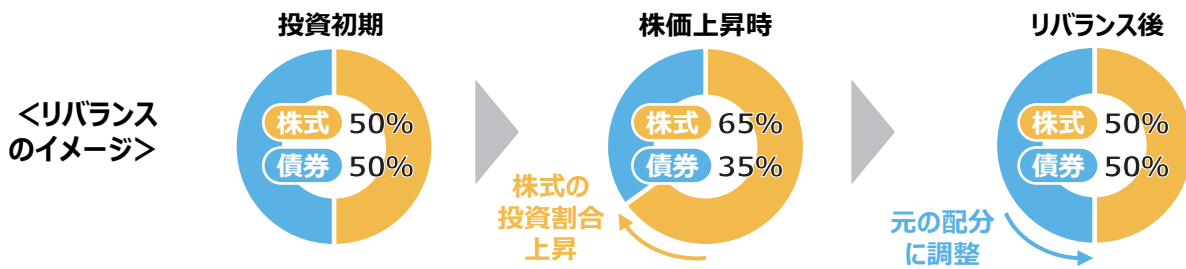 投資初期
株価上昇時
リバランス後
<リバランス
のイメージ>
株式 50%
債券 50%
株式 65%
債券 35%
株式の
投資割合
上昇
株式 50%
債券 50%
元の配分
に調整